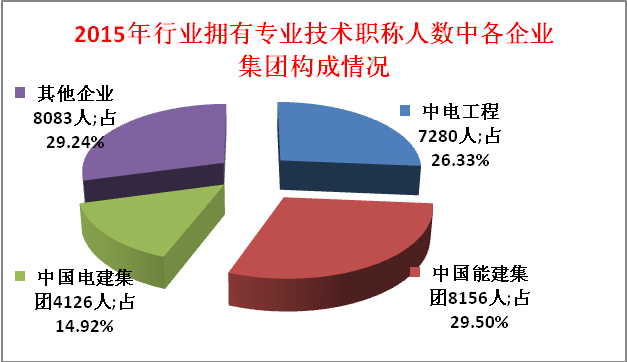 2015年行业拥有专业技术职称人数中各企业
集团构成情况
其他企业
8083人;占
29.24%
中电工程
7280人;占
26.33%
中国电建集
团4126人;占
14.92%
中国能建集
团8156人;占
29.50%